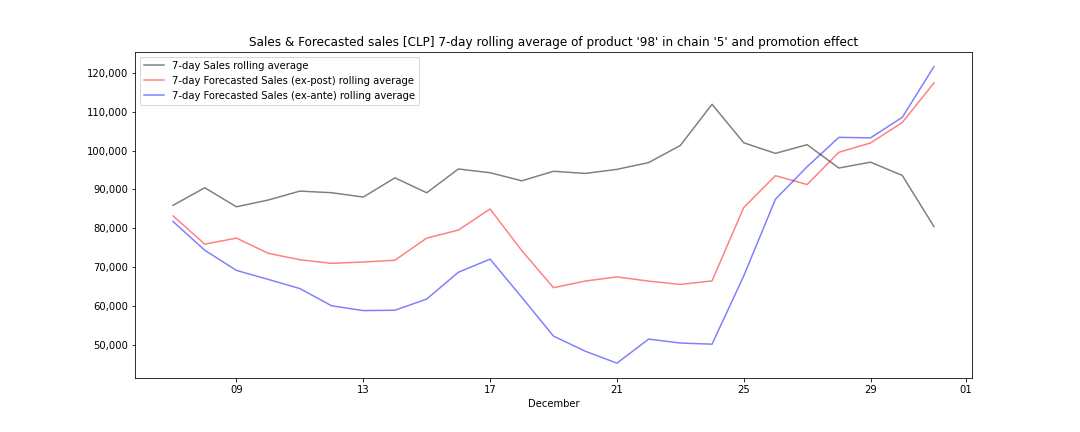 Sales & Forecasted sales [CLP] 7-day rolling average of product '98' in chain '5' and promotion effect
7-day Sales rolling average
7-day Forecasted Sales (ex-post) rolling average
7-day Forecasted Sales (ex-ante) rolling average
120,000
110,000
100,000
90,000
80,000
70,000
60,000
50,000
09 13 17 21 25 29 01
December